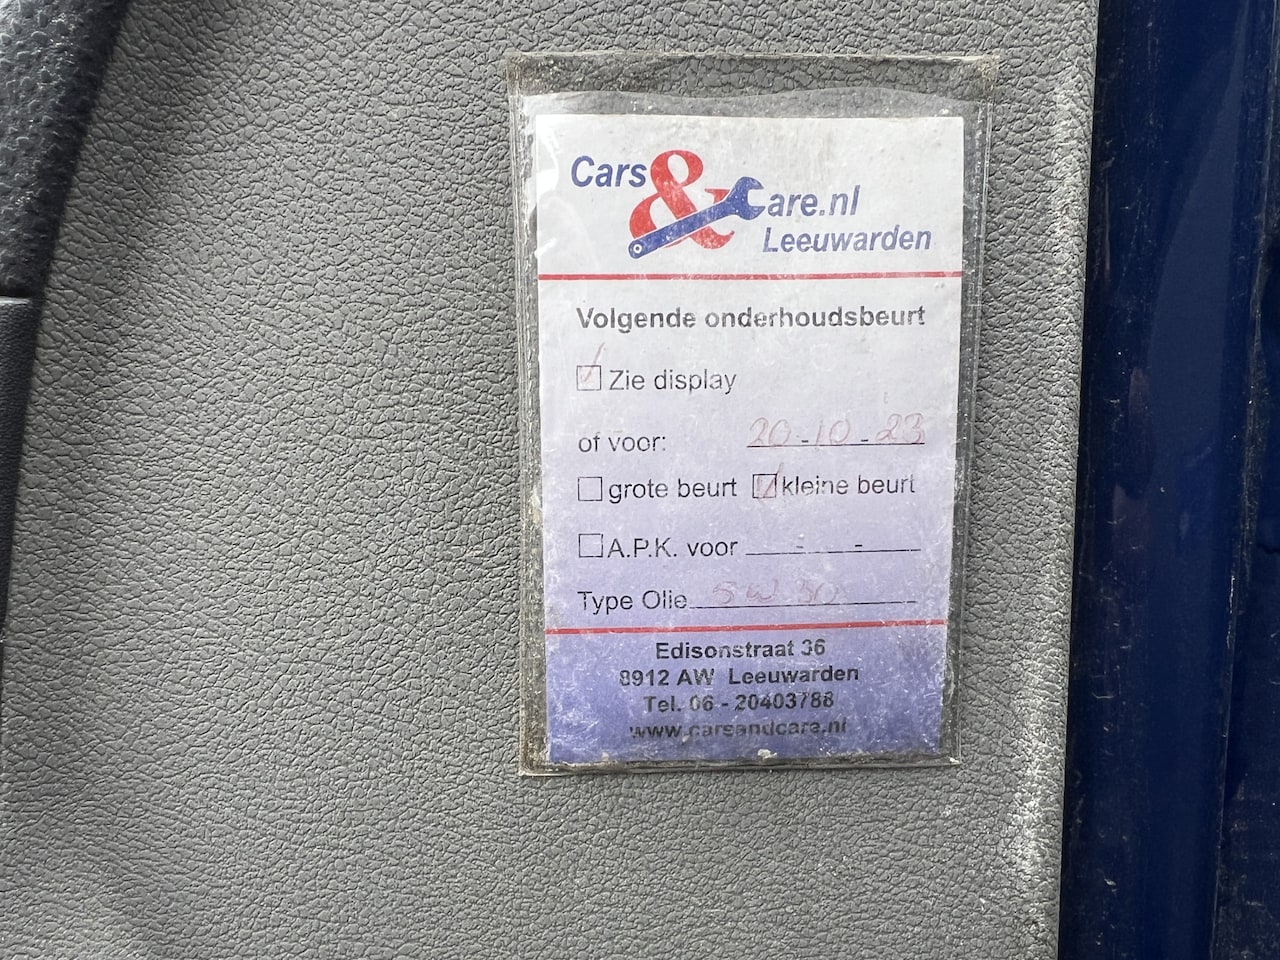 Cars & Care.nl
Leeuwarden
Volgende onderhoudsbeurt
Zie display
of voor: 20-10-23
grote beurt kleine beurt
A.P.K. voor - -
Type Olie 5W30
Edisonstraat 36
8912 AW Leeuwarden
Tel. 06 - 20403788
www.carsandcare.nl